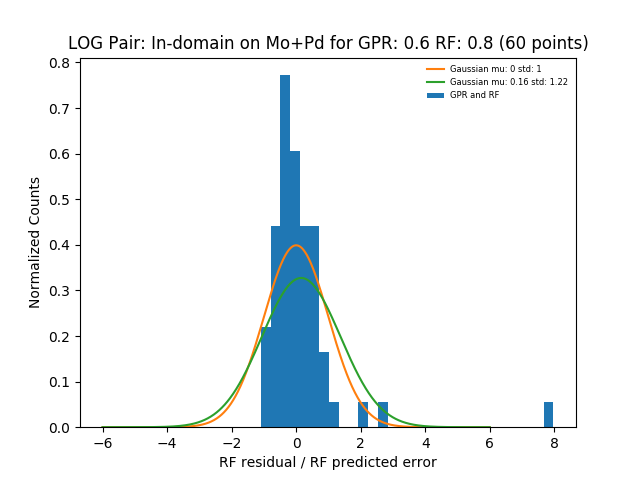 LOG Pair: In-domain on Mo+Pd for GPR: 0.6 RF: 0.8 (60 points)
Gaussian mu: 0 std: 1
Gaussian mu: 0.16 std: 1.22
GPR and RF
Normalized Counts
0.8
0.7
0.6
0.5
0.4
0.3
0.2
0.1
0.0
−6 −4 −2 0 2 4 6 8
RF residual / RF predicted error